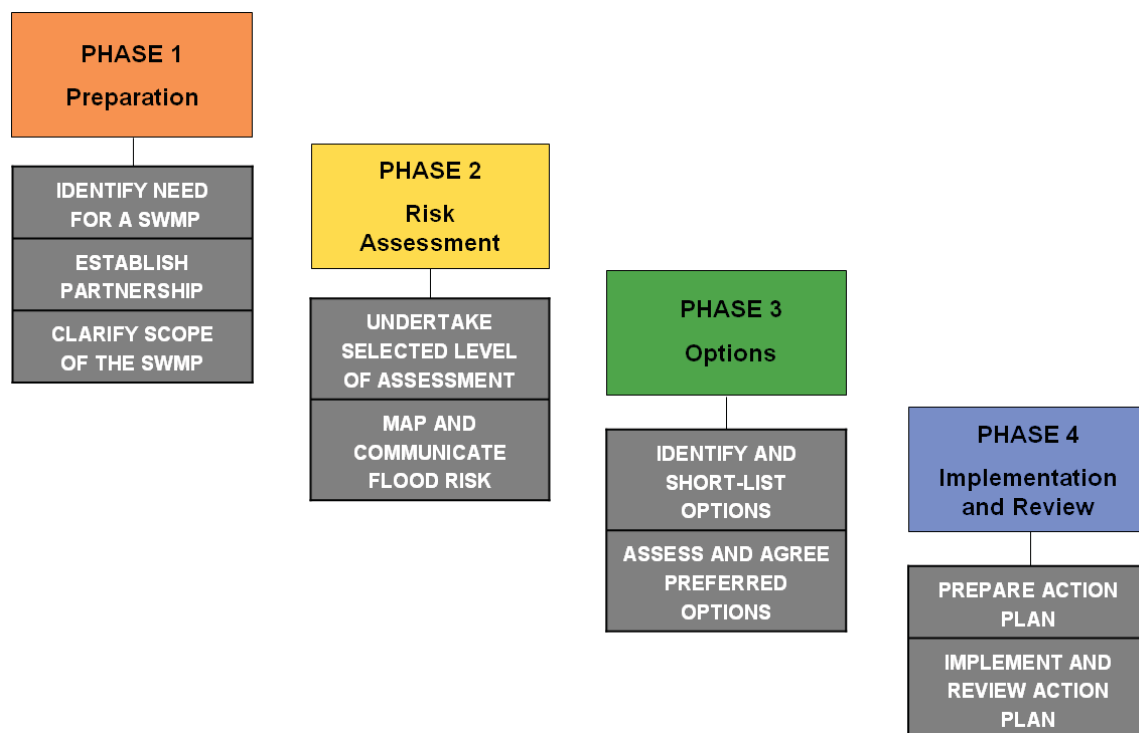 PHASE 1
Preparation
IDENTIFY NEED
FOR A SWMP
ESTABLISH
PARTNERSHIP
CLARIFY SCOPE
OF THE SWMP
PHASE 2
Risk
Assessment
UNDERTAKE
SELECTED LEVEL
OF ASSESSMENT
MAP AND
COMMUNICATE
FLOOD RISK
PHASE 3
Options
IDENTIFY AND
SHORT-LIST
OPTIONS
ASSESS AND AGREE
PREFERRED
OPTIONS
PHASE 4
Implementation
and Review
PREPARE ACTION
PLAN
IMPLEMENT AND
REVIEW ACTION
PLAN